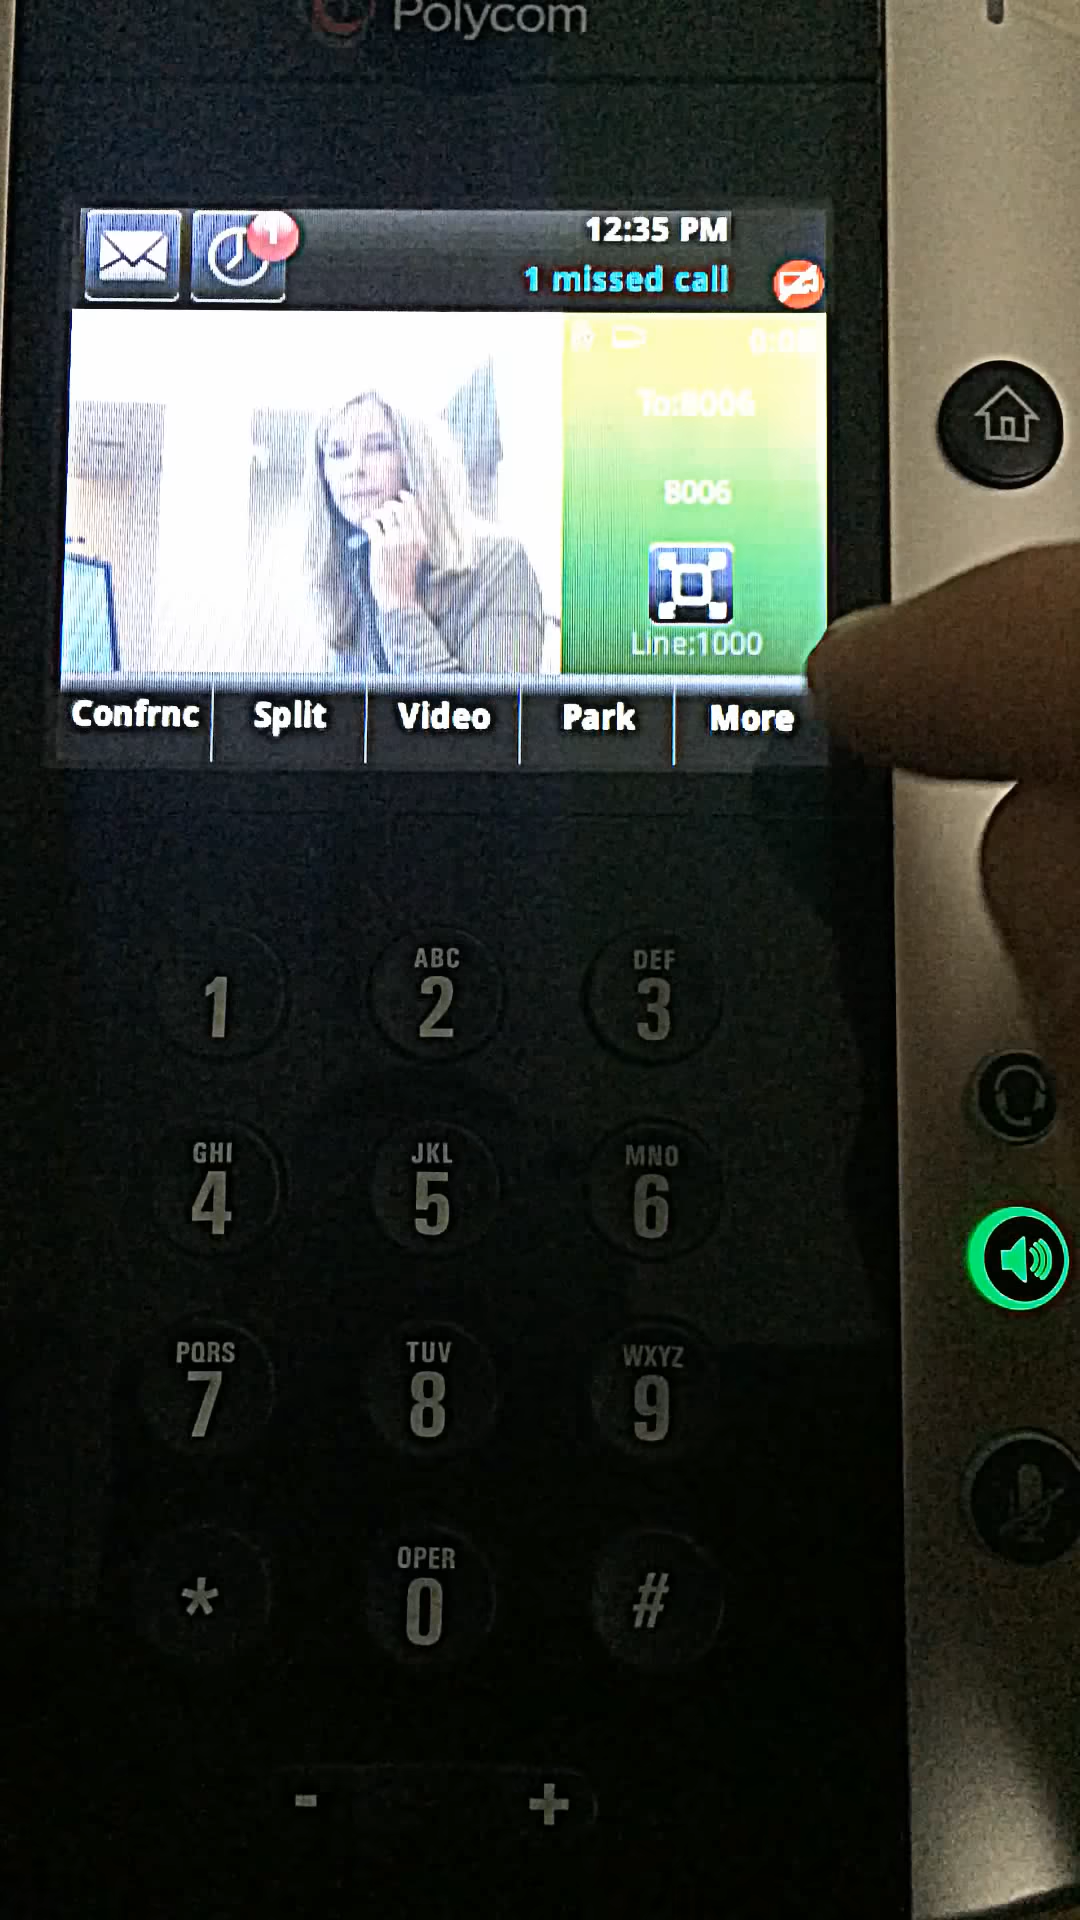 Polycom
1
12:35 PM
1 missed call
To:8006
8006
Line:1000
Confrnc Split Video Park More
1
ABC
2
DEF
3
GHI
4
JKL
5
MNO
6
PQRS
7
TUV
8
WXYZ
9
*
OPER
0
#
- +